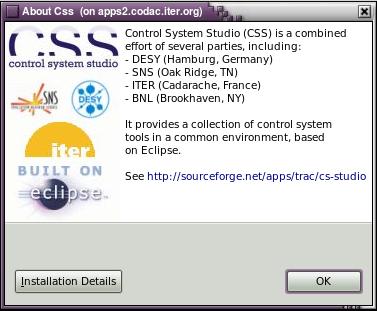 About Css (on apps2.codac.iter.org)
CSS
control system studio
SNS
DESY
iter
BUILT ON
eclipse
Control System Studio (CSS) is a combined
effort of several parties, including:
- DESY (Hamburg, Germany)
- SNS (Oak Ridge, TN)
- ITER (Cadarache, France)
- BNL (Brookhaven, NY)
It provides a collection of control system
tools in a common environment, based
on Eclipse.
See http://sourceforge.net/apps/trac/cs-studio
Installation Details
OK